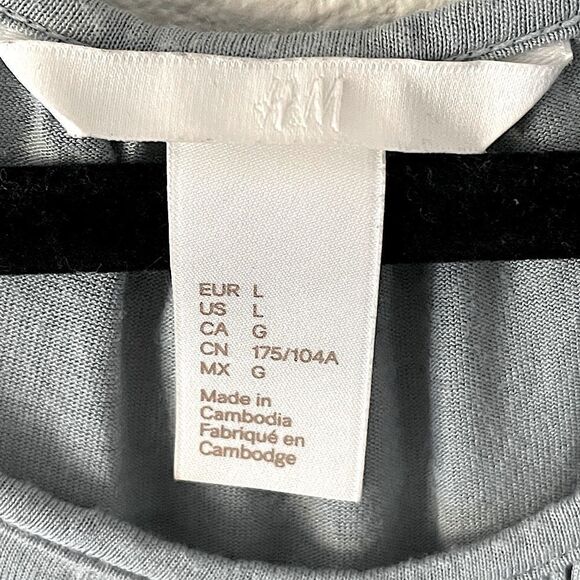 H&M
EUR L
US L
CA G
CN 175/104A
MX G
Made in
Cambodia
Fabriqué en
Cambodge